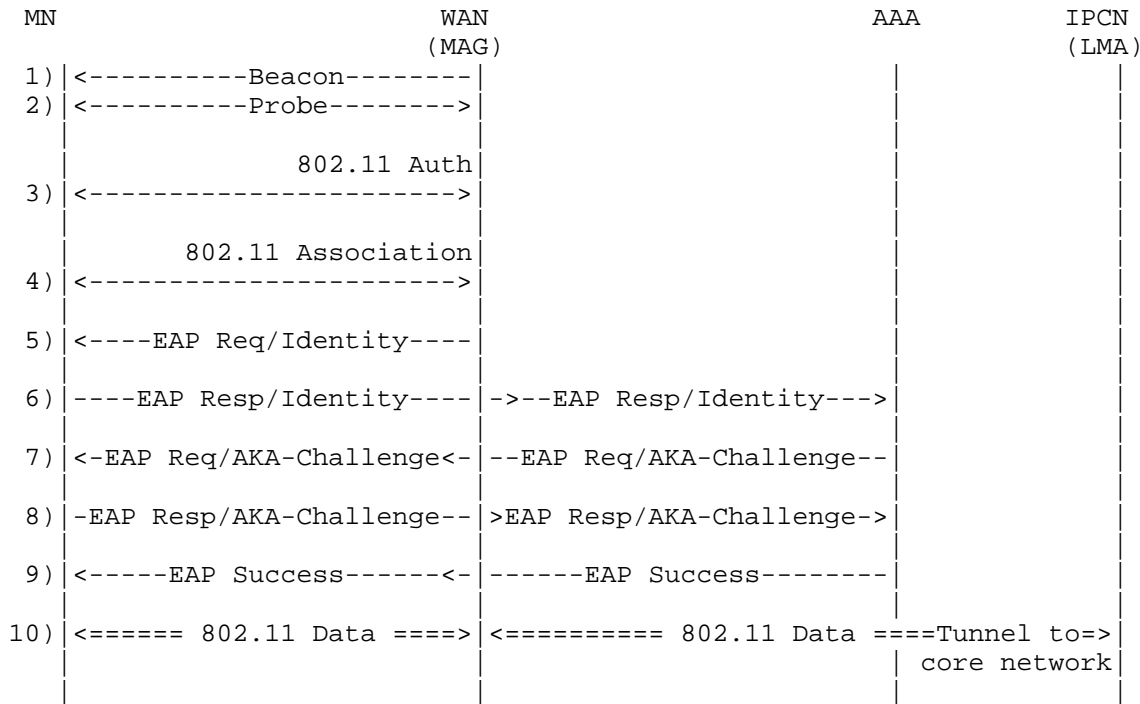 MN                          WAN                       AAA         IPCN
                           (MAG)                                  (LMA)
 1)|<----------Beacon--------|                         |             |
 2)|<----------Probe-------->|                         |             |
   |                         |                         |             |
   |              802.11 Auth|                         |             |
 3)|<----------------------->|                         |             |
   |                         |                         |             |
   |       802.11 Association|                         |             |
 4)|<----------------------->|                         |             |
   |                         |                         |             |
 5)|<----EAP Req/Identity----|                         |             |
   |                         |                         |             |
 6)|----EAP Resp/Identity----|->--EAP Resp/Identity--->|             |
   |                         |                         |             |
 7)|<-EAP Req/AKA-Challenge<-|--EAP Req/AKA-Challenge--|             |
   |                         |                         |             |
 8)|-EAP Resp/AKA-Challenge--|>EAP Resp/AKA-Challenge->|             |
   |                         |                         |             |
 9)|<-----EAP Success------<-|------EAP Success--------|             |
   |                         |                         |             |
10)|<====== 802.11 Data ====>|<========== 802.11 Data ====Tunnel to=>|
   |                         |                         | core network|
   |                         |                         |             |